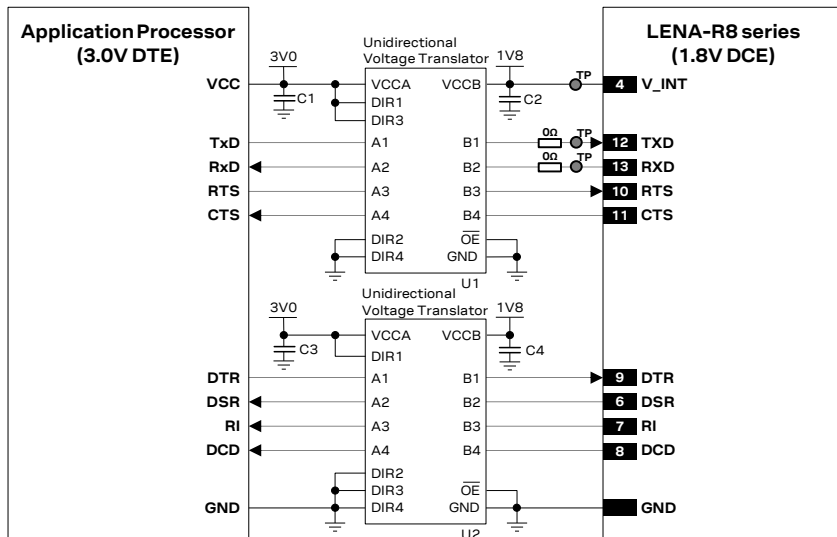 Application Processor
(3.0V DTE)
LENA-R8 series
(1.8V DCE)
Unidirectional
Voltage Translator
3V0
1V8
VCC
C1
VCCA
VCCB
C2
TP
4
V_INT
DIR1
DIR3
TxD
A1
B1
0Ω
TP
12
TXD
RxD
A2
B2
0Ω
TP
13
RXD
RTS
A3
B3
10
RTS
CTS
A4
B4
11
CTS
DIR2
OE
DIR4
GND
U1
Unidirectional
Voltage Translator
3V0
1V8
VCCA
VCCB
C3
C4
DIR1
DTR
A1
B1
9
DTR
DSR
A2
B2
6
DSR
RI
A3
B3
7
RI
DCD
A4
B4
8
DCD
DIR2
DIR3
OE
GND
DIR4
GND
GND
U2